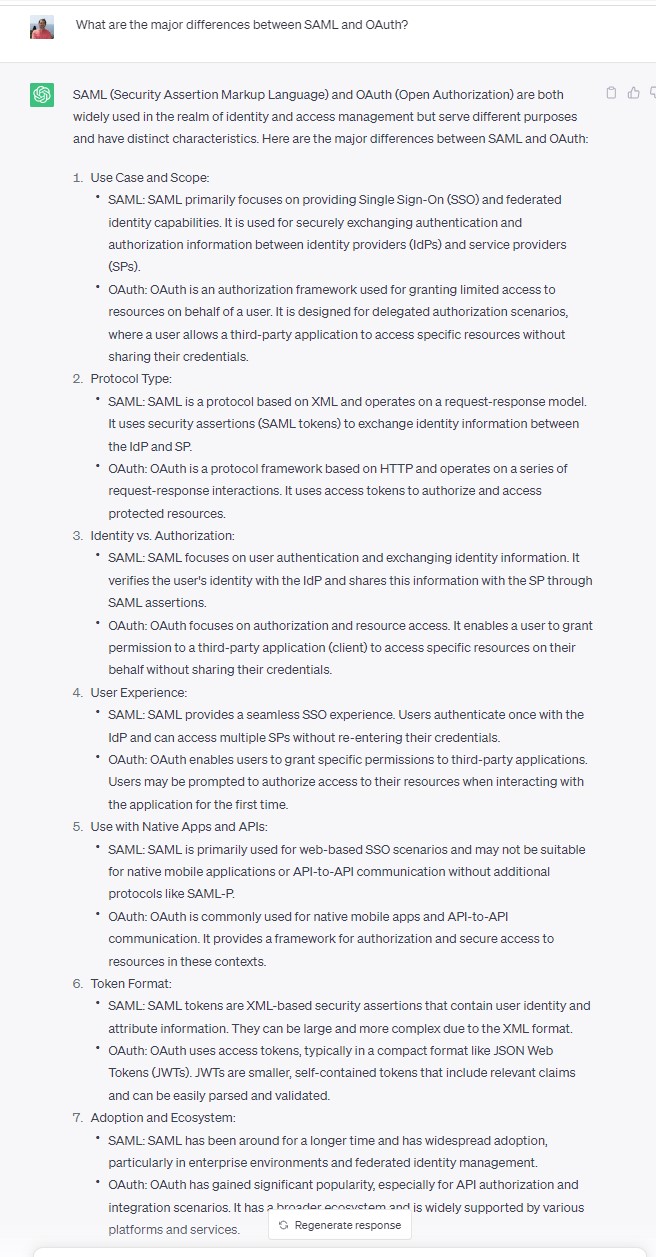 What are the major differences between SAML and OAuth?
SAML (Security Assertion Markup Language) and OAuth (Open Authorization) are both
widely used in the realm of identity and access management but serve different purposes
and have distinct characteristics. Here are the major differences between SAML and OAuth:
1. Use Case and Scope:
• SAML: SAML primarily focuses on providing Single Sign-On (SSO) and federated
identity capabilities. It is used for securely exchanging authentication and
authorization information between identity providers (IdPs) and service providers
(SPs).
• OAuth: OAuth is an authorization framework used for granting limited access to
resources on behalf of a user. It is designed for delegated authorization scenarios,
where a user allows a third-party application to access specific resources without
sharing their credentials.
2. Protocol Type:
• SAML: SAML is a protocol based on XML and operates on a request-response model.
It uses security assertions (SAML tokens) to exchange identity information between
the IdP and SP.
• OAuth: OAuth is a protocol framework based on HTTP and operates on a series of
request-response interactions. It uses access tokens to authorize and access
protected resources.
3. Identity vs. Authorization:
• SAML: SAML focuses on user authentication and exchanging identity information. It
verifies the user's identity with the IdP and shares this information with the SP through
SAML assertions.
• OAuth: OAuth focuses on authorization and resource access. It enables a user to grant
permission to a third-party application (client) to access specific resources on their
behalf without sharing their credentials.
4. User Experience:
• SAML: SAML provides a seamless SSO experience. Users authenticate once with the
IdP and can access multiple SPs without re-entering their credentials.
• OAuth: OAuth enables users to grant specific permissions to third-party applications.
Users may be prompted to authorize access to their resources when interacting with
the application for the first time.
5. Use with Native Apps and APIs:
• SAML: SAML is primarily used for web-based SSO scenarios and may not be suitable
for native mobile applications or API-to-API communication without additional
protocols like SAML-P.
• OAuth: OAuth is commonly used for native mobile apps and API-to-API
communication. It provides a framework for authorization and secure access to
resources in these contexts.
6. Token Format:
• SAML: SAML tokens are XML-based security assertions that contain user identity and
attribute information. They can be large and more complex due to the XML format.
• OAuth: OAuth uses access tokens, typically in a compact format like JSON Web
Tokens (JWTs). JWTs are smaller, self-contained tokens that include relevant claims
and can be easily parsed and validated.
7. Adoption and Ecosystem:
• SAML: SAML has been around for a longer time and has widespread adoption,
particularly in enterprise environments and federated identity management.
• OAuth: OAuth has gained significant popularity, especially for API authorization and
integration scenarios. It has a broader ecosystem and is widely supported by various
platforms and services.
Regenerate response